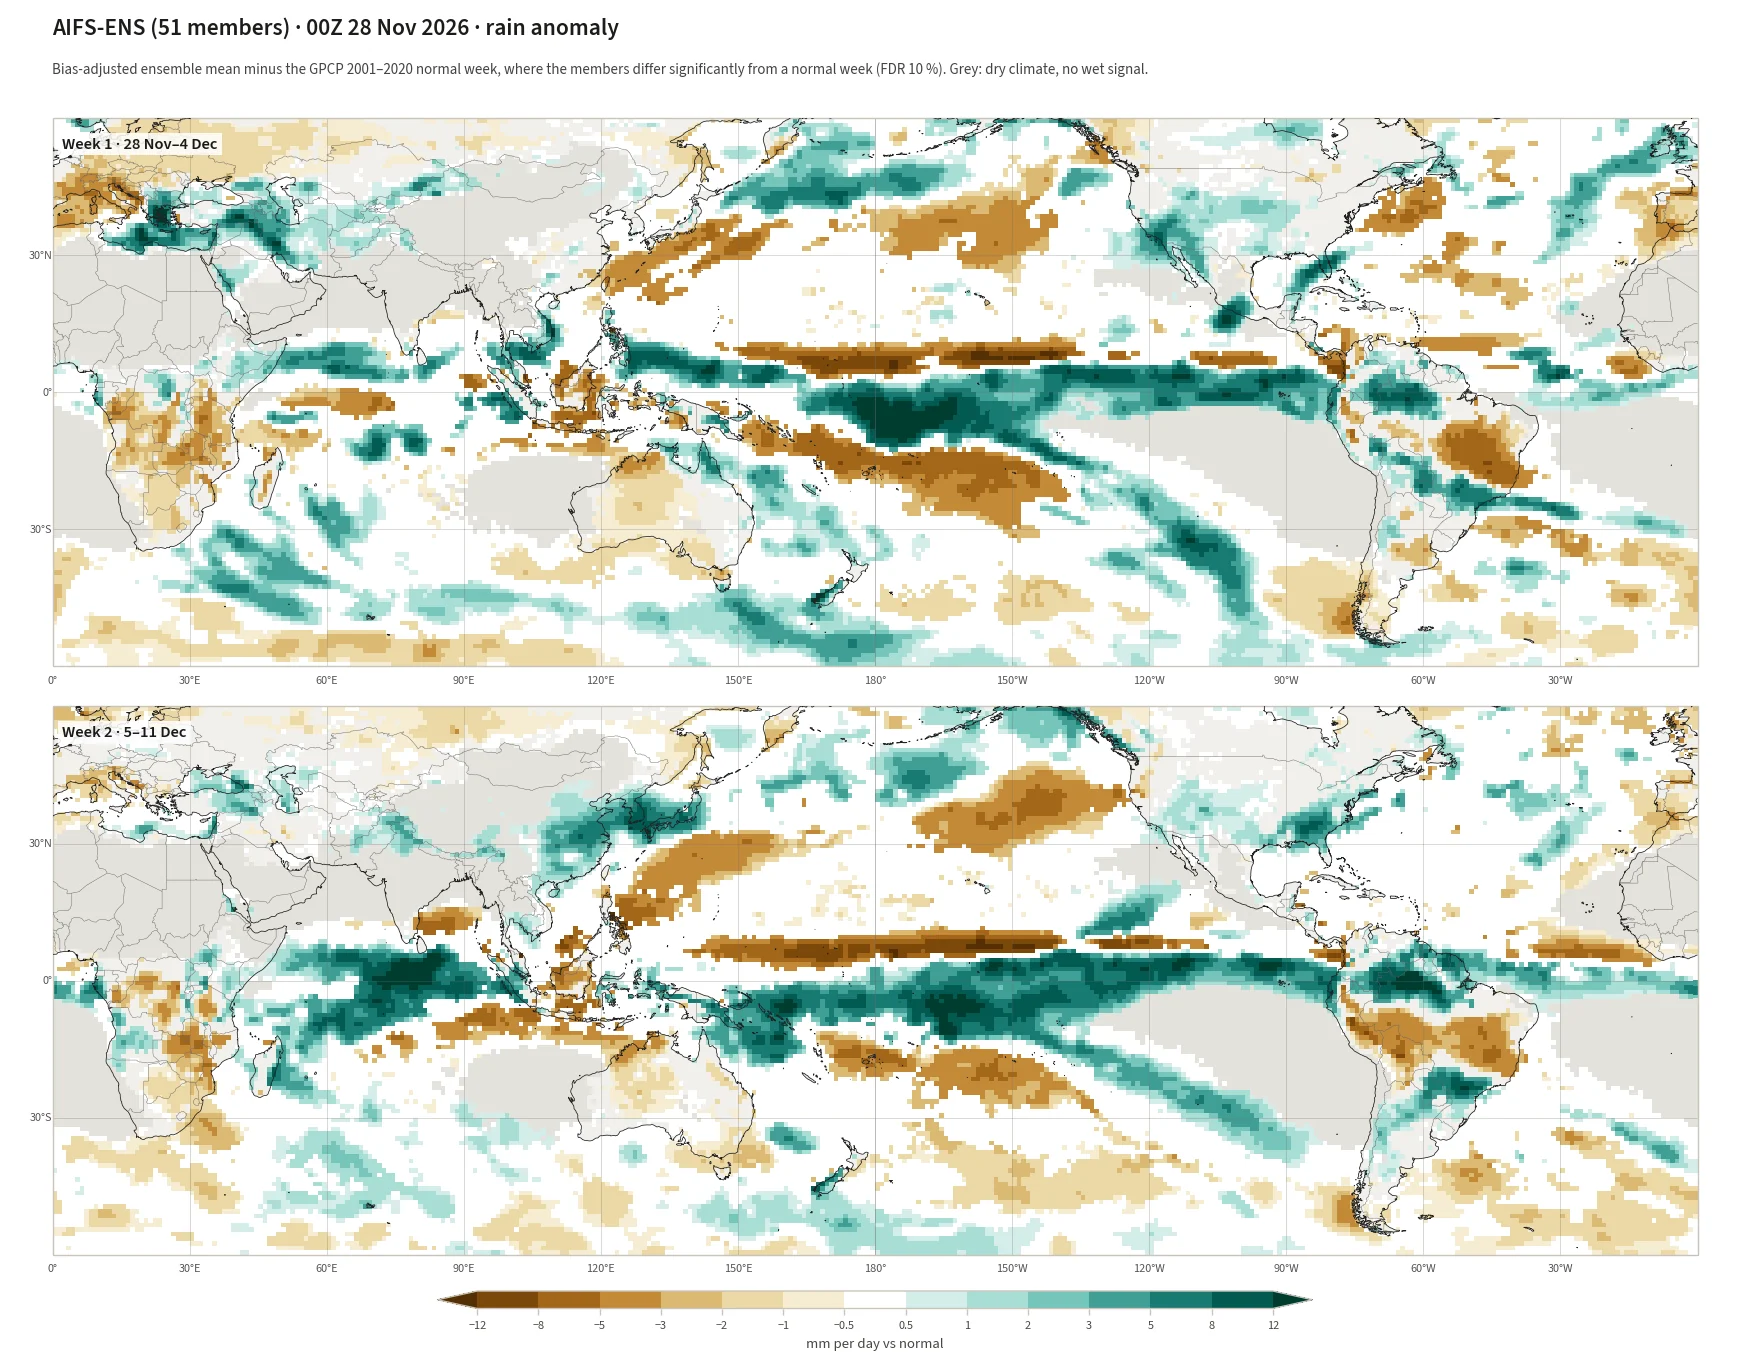 AIFS-ENS (51 members) · 00Z 28 Nov 2026 · rain anomaly
Bias-adjusted ensemble mean minus the GPCP 2001–2020 normal week, where the members differ significantly from a normal week (FDR 10 %). Grey: dry climate, no wet signal.
Week 1 · 28 Nov–4 Dec
30°N
0°
30°S
0° 30°E 60°E 90°E 120°E 150°E 180° 150°W 120°W 90°W 60°W 30°W
Week 2 · 5–11 Dec
30°N
0°
30°S
0° 30°E 60°E 90°E 120°E 150°E 180° 150°W 120°W 90°W 60°W 30°W
−12 −8 −5 −3 −2 −1 −0.5 0.5 1 2 3 5 8 12
mm per day vs normal